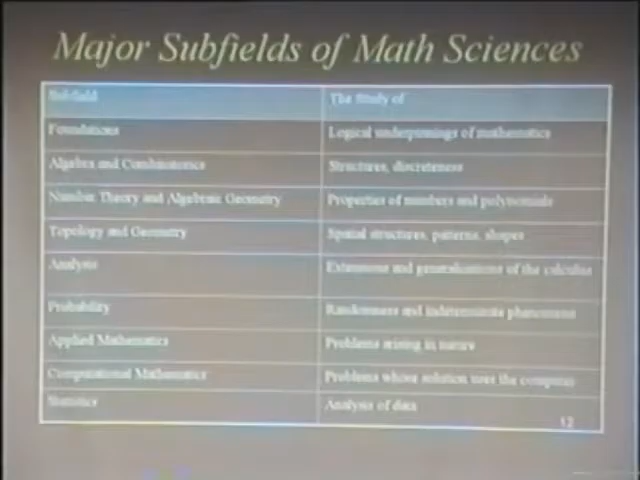 Major Subfields of Math Sciences
Subfield The Study of
Foundations Logical underpinnings of mathematics
Algebra and Combinatorics Structures, discreteness
Number Theory and Algebraic Geometry Properties of numbers and polynomials
Topology and Geometry Spatial structures, patterns, shapes
Analysis Extensions and generalizations of the calculus
Probability Randomness and indeterminate phenomena
Applied Mathematics Problems arising in nature
Computational Mathematics Problems whose solution uses the computer
Statistics Analysis of data
12